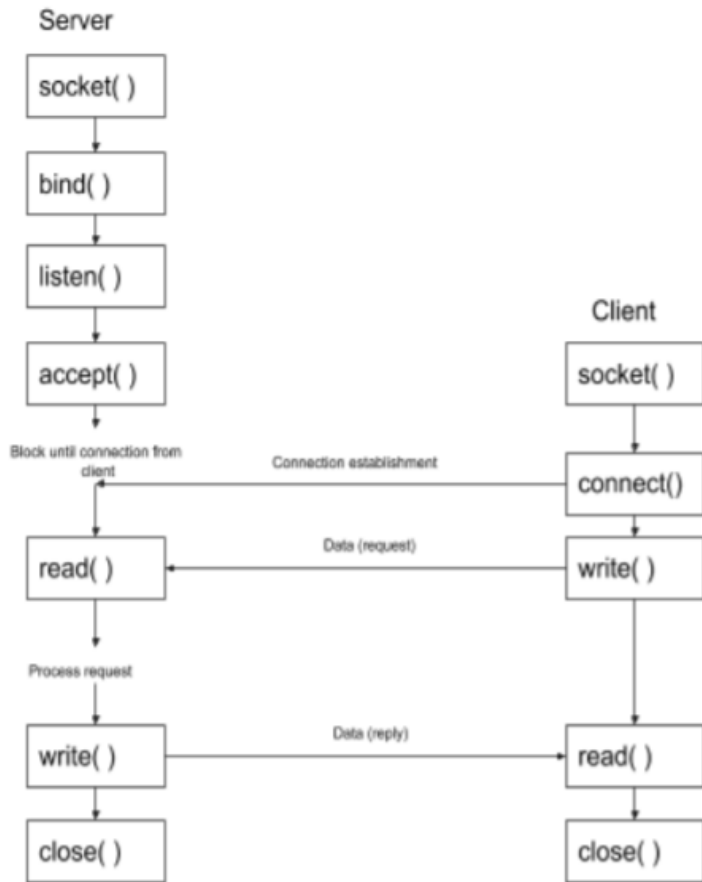 Server
socket( )
bind( )
listen( )
Client
accept( )
socket( )
Block until connection from
client
Connection establishment
connect()
Data (request)
read( )
write( )
Process request
Data (reply)
write( )
read( )
close( )
close( )